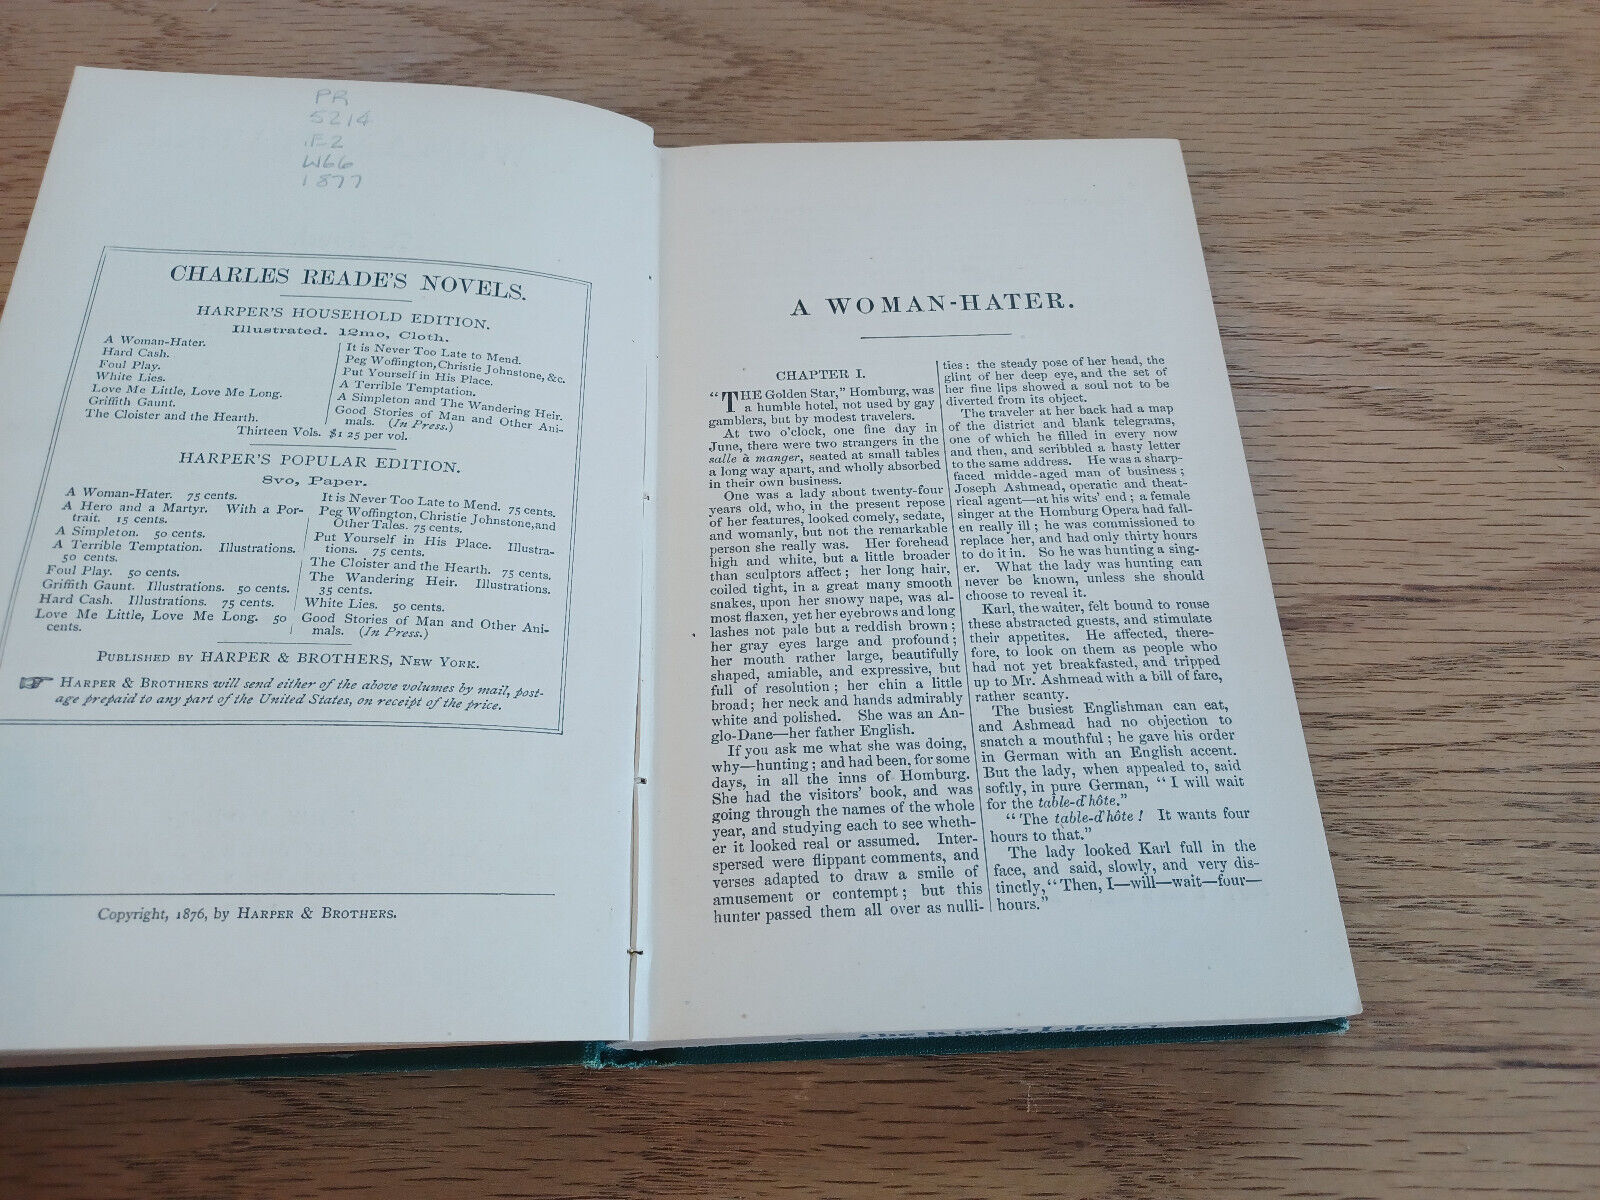 PR
5214
.E2
W66
1877
CHARLES READE'S NOVELS.
HARPER'S HOUSEHOLD EDITION.
Illustrated. 12mo, Cloth.
A Woman-Hater.
Hard Cash.
Foul Play.
White Lies.
Love Me Little, Love Me Long.
Griffith Gaunt.
The Cloister and the Hearth.
It is Never Too Late to Mend.
Peg Woffington, Christie Johnstone, &c.
Put Yourself in His Place.
A Terrible Temptation.
A Simpleton and The Wandering Heir.
Good Stories of Man and Other Ani-
mals. (In Press.)
Thirteen Vols. $1 25 per vol.
HARPER'S POPULAR EDITION.
8vo, Paper.
A Woman-Hater. 75 cents.
A Hero and a Martyr. With a Por-
trait. 15 cents.
A Simpleton. 50 cents.
A Terrible Temptation. Illustrations.
50 cents.
Foul Play. 50 cents.
Griffith Gaunt. Illustrations. 50 cents.
Hard Cash. Illustrations. 75 cents.
Love Me Little, Love Me Long. 50
cents.
It is Never Too Late to Mend. 75 cents.
Peg Woffington, Christie Johnstone, and
Other Tales. 75 cents.
Put Yourself in His Place. Illustra-
tions. 75 cents.
The Cloister and the Hearth. 75 cents.
The Wandering Heir. Illustrations.
35 cents.
White Lies. 50 cents.
Good Stories of Man and Other Ani-
mals. (In Press.)
PUBLISHED BY HARPER & BROTHERS, NEW YORK.
HARPER & BROTHERS will send either of the above volumes by mail, post-
age prepaid to any part of the United States, on receipt of the price.
Copyright, 1876, by HARPER & BROTHERS.
A WOMAN-HATER.
CHAPTER I.
"THE Golden Star," Homburg, was
a humble hotel, not used by gay
gamblers, but by modest travelers.
At two o'clock, one fine day in
June, there were two strangers in the
salle à manger, seated at small tables
a long way apart, and wholly absorbed
in their own business.
One was a lady about twenty-four
years old, who, in the present repose
of her features, looked comely, sedate,
and womanly, but not the remarkable
person she really was. Her forehead
high and white, but a little broader
than sculptors affect; her long hair,
coiled tight, in a great many smooth
snakes, upon her snowy nape, was al-
most flaxen, yet her eyebrows and long
lashes not pale but a reddish brown;
her gray eyes large and profound;
her mouth rather large, beautifully
shaped, amiable, and expressive, but
full of resolution; her chin a little
broad; her neck and hands admirably
white and polished. She was an An-
glo-Dane—her father English.
If you ask me what she was doing,
why—hunting; and had been, for some
days, in all the inns of Homburg.
She had the visitors' book, and was
going through the names of the whole
year, and studying each to see wheth-
er it looked real or assumed. Inter-
spersed were flippant comments, and
verses adapted to draw a smile of
amusement or contempt; but this
hunter passed them all over as nulli-
ties: the steady pose of her head, the
glint of her deep eye, and the set of
her fine lips showed a soul not to be
diverted from its object.
The traveler at her back had a map
of the district and blank telegrams,
one of which he filled in every now
and then, and scribbled a hasty letter
to the same address. He was a sharp-
faced midde-aged man of business;
Joseph Ashmead, operatic and theat-
rical agent—at his wits' end; a female
singer at the Homburg Opera had fall-
en really ill; he was commissioned to
replace her, and had only thirty hours
to do it in. So he was hunting a sing-
er. What the lady was hunting can
never be known, unless she should
choose to reveal it.
Karl, the waiter, felt bound to rouse
these abstracted guests, and stimulate
their appetites. He affected, there-
fore, to look on them as people who
had not yet breakfasted, and tripped
up to Mr. Ashmead with a bill of fare,
rather scanty.
The busiest Englishman can eat,
and Ashmead had no objection to
snatch a mouthful; he gave his order
in German with an English accent.
But the lady, when appealed to, said
softly, in pure German, "I will wait
for the table-d'hôte."
"The table-d'hôte! It wants four
hours to that."
The lady looked Karl full in the
face, and said, slowly, and very dis-
tinctly, "Then, I—will—wait—four—
hours."